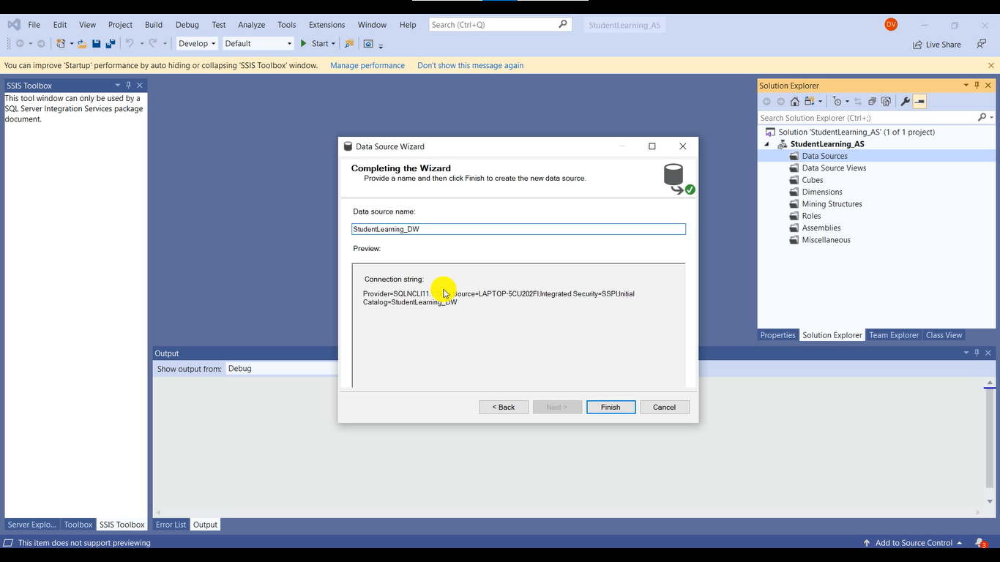 File Edit View Project Build Debug Test Analyze Tools Extensions Window Help Search (Ctrl+Q) StudentLearning_AS DV
Develop Default Start Live Share
You can improve 'Startup' performance by auto hiding or collapsing 'SSIS Toolbox' window. Manage performance Don't show this message again
SSIS Toolbox
This tool window can only be used by a
SQL Server Integration Services package
document.
Data Source Wizard
Completing the Wizard
Provide a name and then click Finish to create the new data source.
Data source name:
StudentLearning_DW
Preview:
Connection string:
Provider=SQLNCLI11. Source=LAPTOP-5CU202FI;Integrated Security=SSPI;Initial
Catalog=StudentLearning_DW
< Back Next > Finish Cancel
Solution Explorer
Search Solution Explorer (Ctrl+;)
Solution 'StudentLearning_AS' (1 of 1 project)
StudentLearning_AS
Data Sources
Data Source Views
Cubes
Dimensions
Mining Structures
Roles
Assemblies
Miscellaneous
Properties Solution Explorer Team Explorer Class View
Output
Show output from: Debug
Server Explo... Toolbox SSIS Toolbox Error List Output
This item does not support previewing Add to Source Control 3